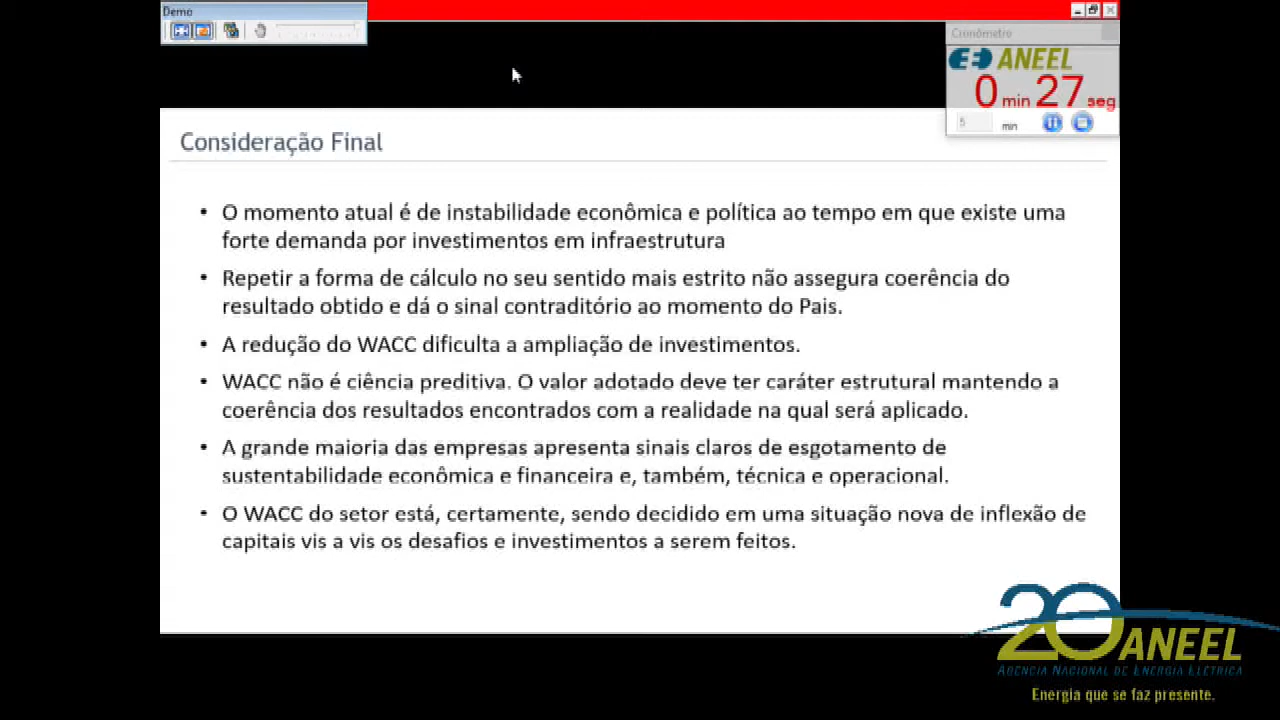 Demo
Cronômetro
ANEEL
0 min 27 seg
5 min
Consideração Final
• O momento atual é de instabilidade econômica e política ao tempo em que existe uma
forte demanda por investimentos em infraestrutura
• Repetir a forma de cálculo no seu sentido mais estrito não assegura coerência do
resultado obtido e dá o sinal contraditório ao momento do Pais.
• A redução do WACC dificulta a ampliação de investimentos.
• WACC não é ciência preditiva. O valor adotado deve ter caráter estrutural mantendo a
coerência dos resultados encontrados com a realidade na qual será aplicado.
• A grande maioria das empresas apresenta sinais claros de esgotamento de
sustentabilidade econômica e financeira e, também, técnica e operacional.
• O WACC do setor está, certamente, sendo decidido em uma situação nova de inflexão de
capitais vis a vis os desafios e investimentos a serem feitos.
20 ANEEL
AGÊNCIA NACIONAL DE ENERGIA ELÉTRICA
Energia que se faz presente.